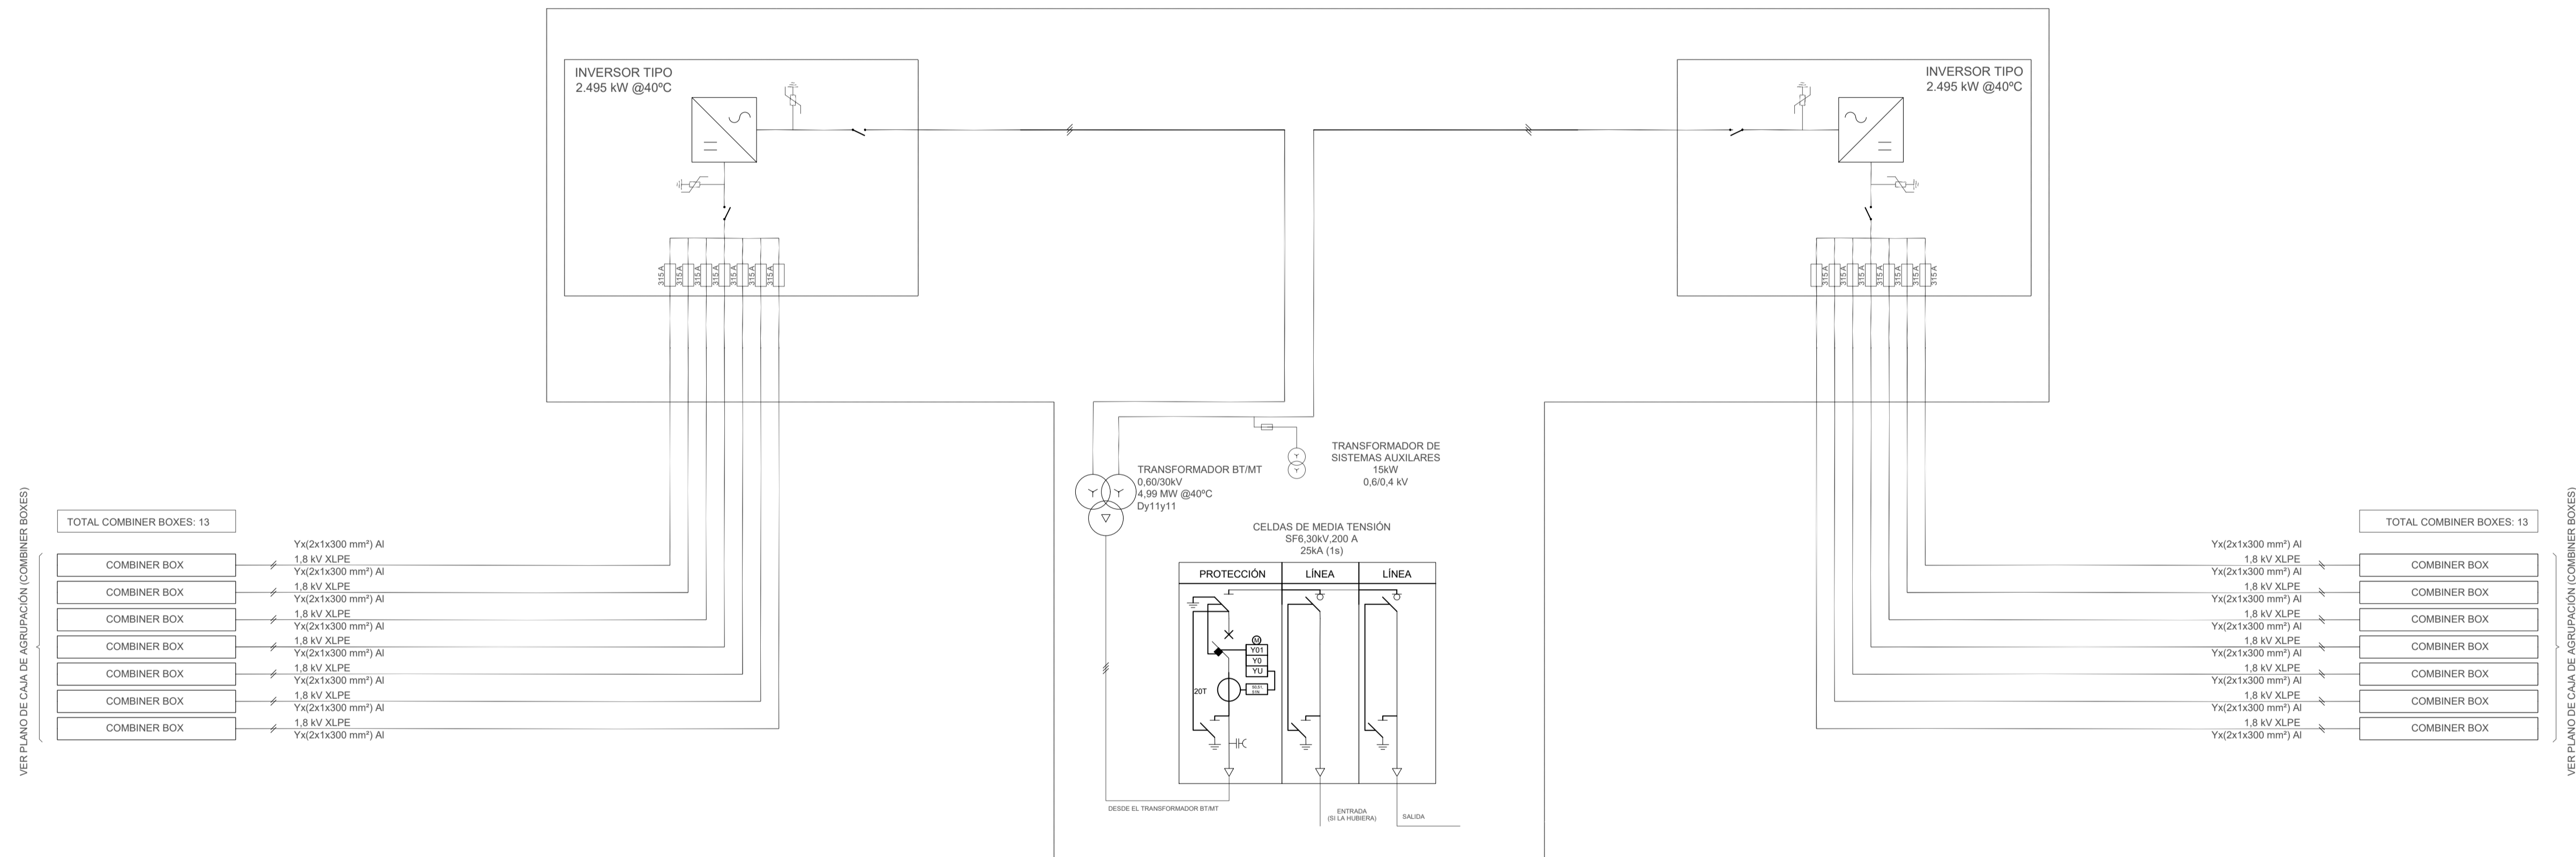 INVERSOR TIPO
2.495 kW @40ºC
315 A
315 A
315 A
315 A
315 A
315 A
315 A
INVERSOR TIPO
2.495 kW @40ºC
315 A
315 A
315 A
315 A
315 A
315 A
315 A
VER PLANO DE CAJA DE AGRUPACIÓN (COMBINER BOXES)
TOTAL COMBINER BOXES: 13
COMBINER BOX
COMBINER BOX
COMBINER BOX
COMBINER BOX
COMBINER BOX
COMBINER BOX
COMBINER BOX
Yx(2x1x300 mm²) Al
1,8 kV XLPE
Yx(2x1x300 mm²) Al
1,8 kV XLPE
Yx(2x1x300 mm²) Al
1,8 kV XLPE
Yx(2x1x300 mm²) Al
1,8 kV XLPE
Yx(2x1x300 mm²) Al
1,8 kV XLPE
Yx(2x1x300 mm²) Al
1,8 kV XLPE
Yx(2x1x300 mm²) Al
1,8 kV XLPE
Yx(2x1x300 mm²) Al
TRANSFORMADOR BT/MT
0,60/30kV
4,99 MW @40ºC
Dy11y11
TRANSFORMADOR DE
SISTEMAS AUXILARES
15kW
0,6/0,4 kV
CELDAS DE MEDIA TENSIÓN
SF6,30kV,200 A
25kA (1s)
PROTECCIÓN
LÍNEA
LÍNEA
M
Y01
Y0
YU
20T
DESDE EL TRANSFORMADOR BT/MT
ENTRADA
(SI LA HUBIERA)
SALIDA
Yx(2x1x300 mm²) Al
1,8 kV XLPE
Yx(2x1x300 mm²) Al
1,8 kV XLPE
Yx(2x1x300 mm²) Al
1,8 kV XLPE
Yx(2x1x300 mm²) Al
1,8 kV XLPE
Yx(2x1x300 mm²) Al
1,8 kV XLPE
Yx(2x1x300 mm²) Al
1,8 kV XLPE
Yx(2x1x300 mm²) Al
1,8 kV XLPE
Yx(2x1x300 mm²) Al
TOTAL COMBINER BOXES: 13
COMBINER BOX
COMBINER BOX
COMBINER BOX
COMBINER BOX
COMBINER BOX
COMBINER BOX
COMBINER BOX
VER PLANO DE CAJA DE AGRUPACIÓN (COMBINER BOXES)